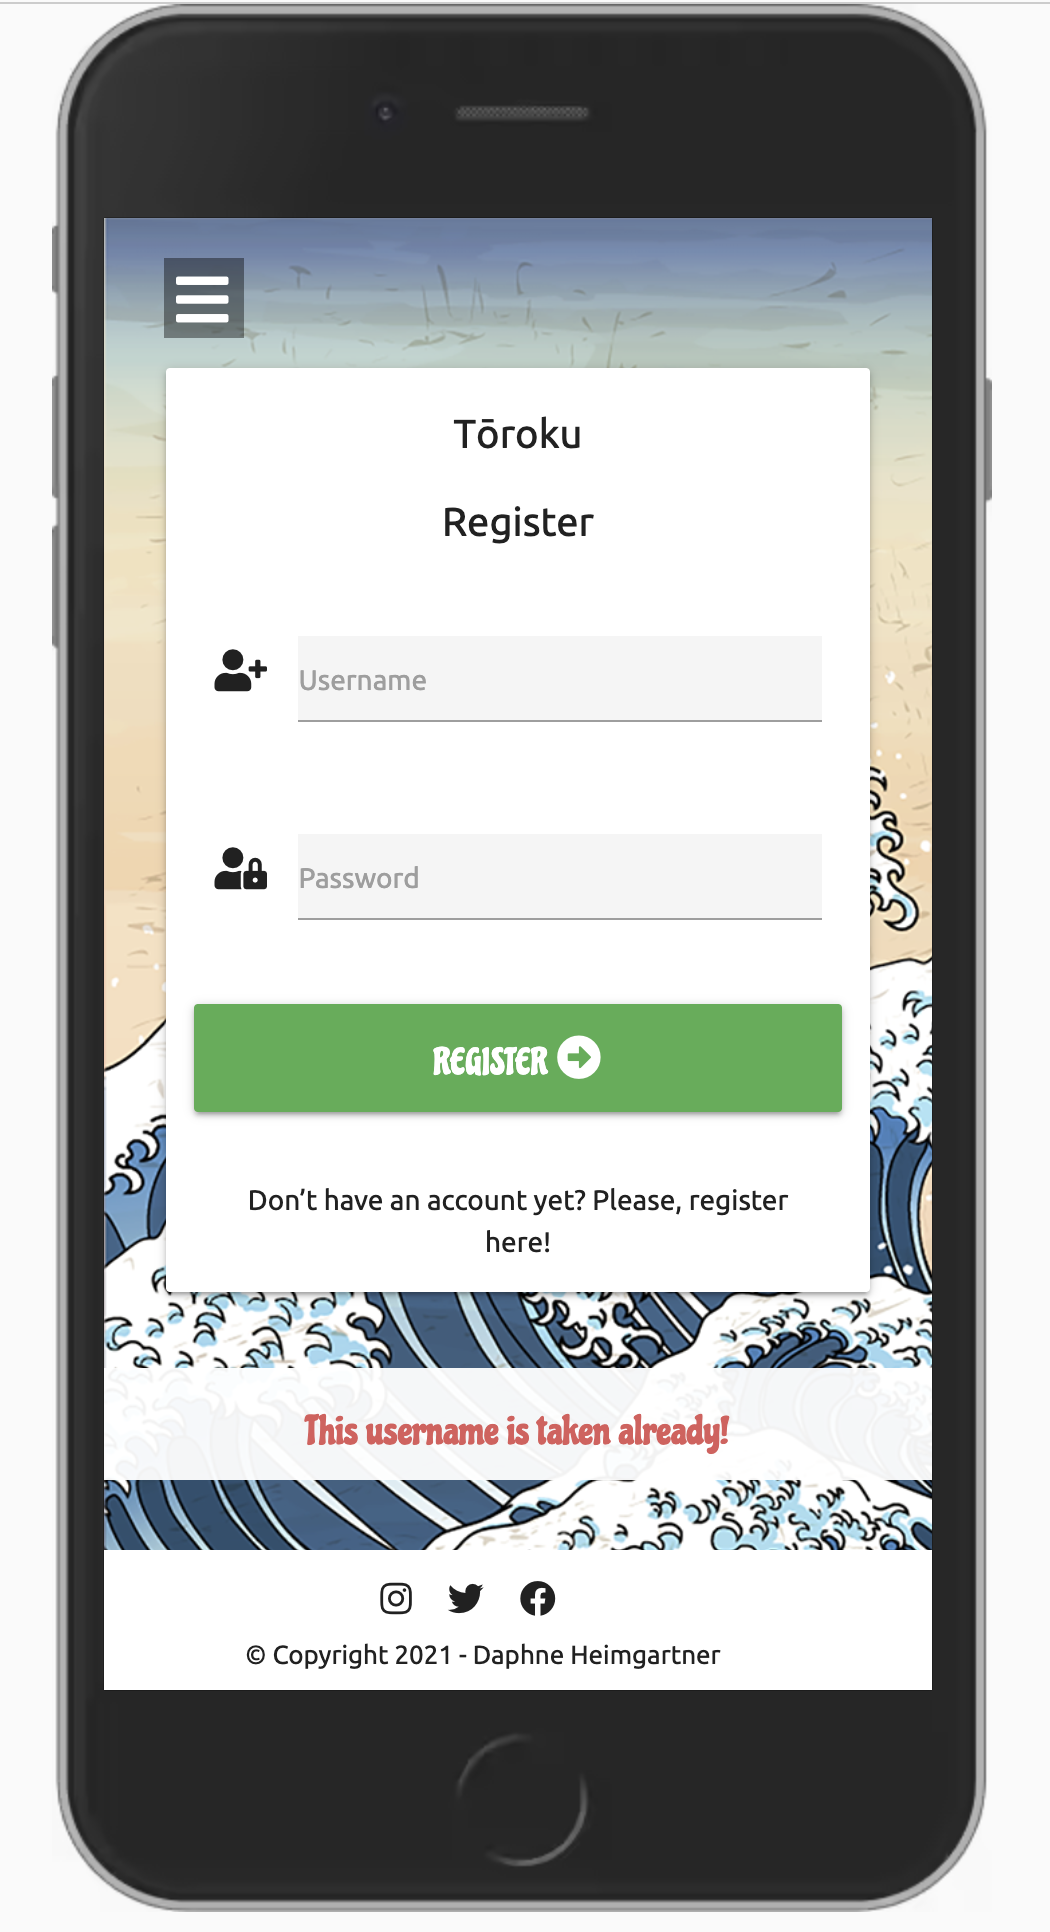 Tōroku
Register
Username
Password
REGISTER
Don’t have an account yet? Please, register
here!
This username is taken already!
© Copyright 2021 - Daphne Heimgartner